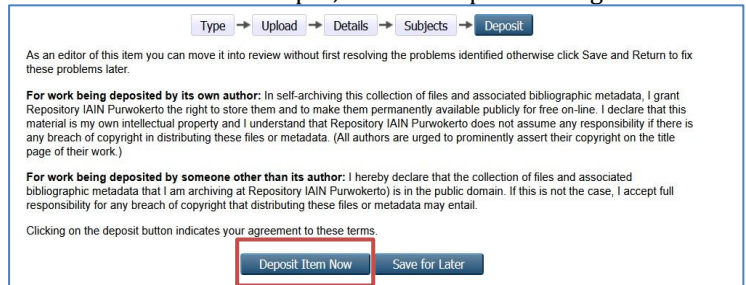 Type → Upload → Details → Subjects → Deposit
As an editor of this item you can move it into review without first resolving the problems identified otherwise click Save and Return to fix
these problems later.
For work being deposited by its own author: In self-archiving this collection of files and associated bibliographic metadata, I grant
Repository IAIN Purwokerto the right to store them and to make them permanently available publicly for free on-line. I declare that this
material is my own intellectual property and I understand that Repository IAIN Purwokerto does not assume any responsibility if there is
any breach of copyright in distributing these files or metadata. (All authors are urged to prominently assert their copyright on the title
page of their work.)
For work being deposited by someone other than its author: I hereby declare that the collection of files and associated
bibliographic metadata that I am archiving at Repository IAIN Purwokerto) is in the public domain. If this is not the case, I accept full
responsibility for any breach of copyright that distributing these files or metadata may entail.
Clicking on the deposit button indicates your agreement to these terms.
Deposit Item Now Save for Later